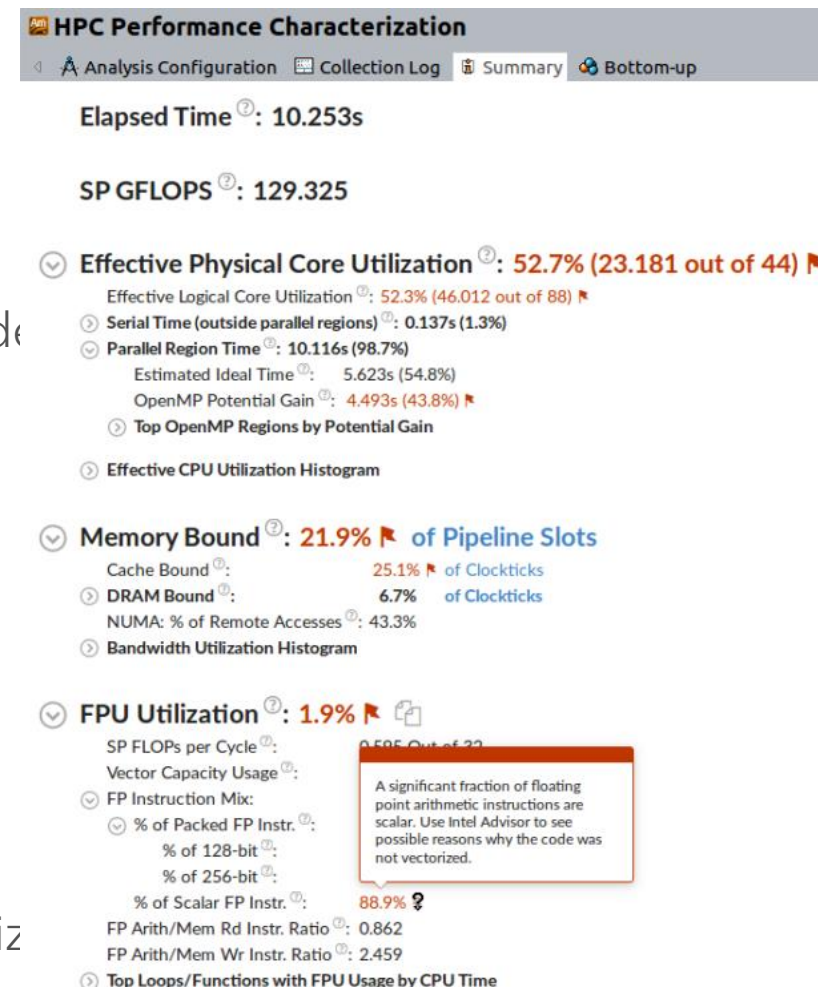 HPC Performance Characterization
Analysis Configuration Collection Log Summary Bottom-up
Elapsed Time ?: 10.253s
SP GFLOPS ?: 129.325
Effective Physical Core Utilization ?: 52.7% (23.181 out of 44)
Effective Logical Core Utilization ?: 52.3% (46.012 out of 88)
Serial Time (outside parallel regions) ?: 0.137s (1.3%)
Parallel Region Time ?: 10.116s (98.7%)
Estimated Ideal Time ?: 5.623s (54.8%)
OpenMP Potential Gain ?: 4.493s (43.8%)
Top OpenMP Regions by Potential Gain
Effective CPU Utilization Histogram
Memory Bound ?: 21.9% of Pipeline Slots
Cache Bound ?: 25.1% of Clockticks
DRAM Bound ?: 6.7% of Clockticks
NUMA: % of Remote Accesses ?: 43.3%
Bandwidth Utilization Histogram
FPU Utilization ?: 1.9%
SP FLOPs per Cycle ?: 0.595 Out of 32
Vector Capacity Usage ?:
FP Instruction Mix:
% of Packed FP Instr. ?:
% of 128-bit ?:
% of 256-bit ?:
% of Scalar FP Instr. ?: 88.9% ?
FP Arith/Mem Rd Instr. Ratio ?: 0.862
FP Arith/Mem Wr Instr. Ratio ?: 2.459
Top Loops/Functions with FPU Usage by CPU Time
A significant fraction of floating
point arithmetic instructions are
scalar. Use Intel Advisor to see
possible reasons why the code was
not vectorized.